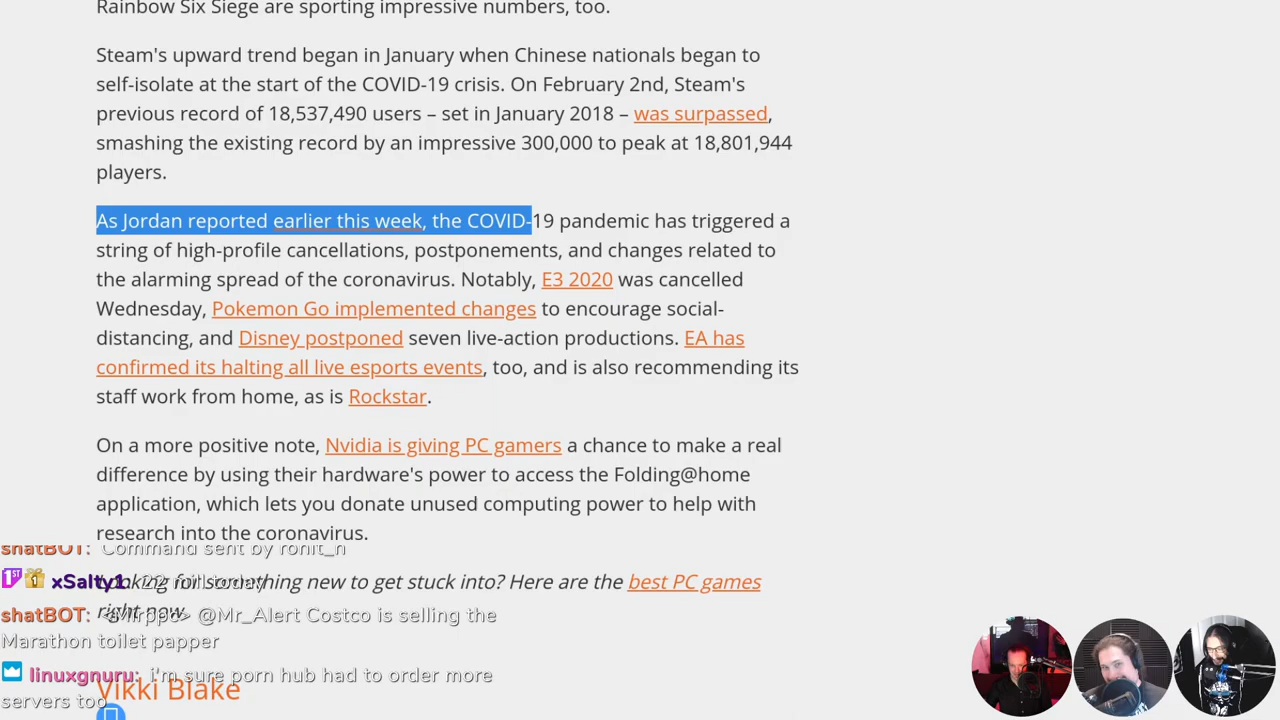 Rainbow Six Siege are sporting impressive numbers, too.
Steam's upward trend began in January when Chinese nationals began to
self-isolate at the start of the COVID-19 crisis. On February 2nd, Steam's
previous record of 18,537,490 users – set in January 2018 – was surpassed,
smashing the existing record by an impressive 300,000 to peak at 18,801,944
players.
As Jordan reported earlier this week, the COVID-19 pandemic has triggered a
string of high-profile cancellations, postponements, and changes related to
the alarming spread of the coronavirus. Notably, E3 2020 was cancelled
Wednesday, Pokemon Go implemented changes to encourage social-
distancing, and Disney postponed seven live-action productions. EA has
confirmed its halting all live esports events, too, and is also recommending its
staff work from home, as is Rockstar.
On a more positive note, Nvidia is giving PC gamers a chance to make a real
difference by using their hardware's power to access the Folding@home
application, which lets you donate unused computing power to help with
research into the coronavirus.
shatBOT: Command sent by ronit_n
Looking for something new to get stuck into? Here are the best PC games
right now.
xSalty1: 22 mill today
shatBOT: <Mrppc> @Mr_Alert Costco is selling the
Marathon toilet papper
linuxgnuru: i'm sure porn hub had to order more
servers too
Vikki Blake